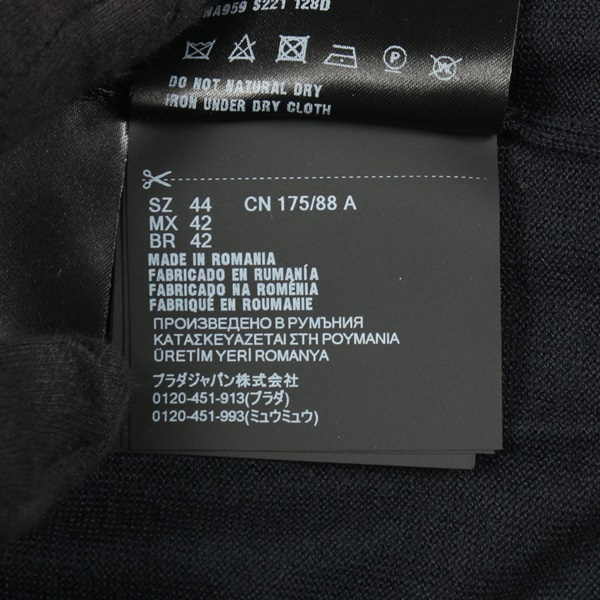 NA959 S221 128D
DO NOT NATURAL DRY
IRON UNDER DRY CLOTH
SZ 44 CN 175/88 A
MX 42
BR 42
MADE IN ROMANIA
FABRICADO EN RUMANÍA
FABRICADO NA ROMÉNIA
FABRIQUÉ EN ROUMANIE
ПРОИЗВЕДЕНО В РУМЪНИЯ
ΚΑΤΑΣΚΕΥΑΖΕΤΑΙ ΣΤΗ ΡΟΥΜΑΝΙΑ
ÜRETİM YERİ ROMANYA
プラダジャパン株式会社
0120-451-913(プラダ)
0120-451-993(ミュウミュウ)